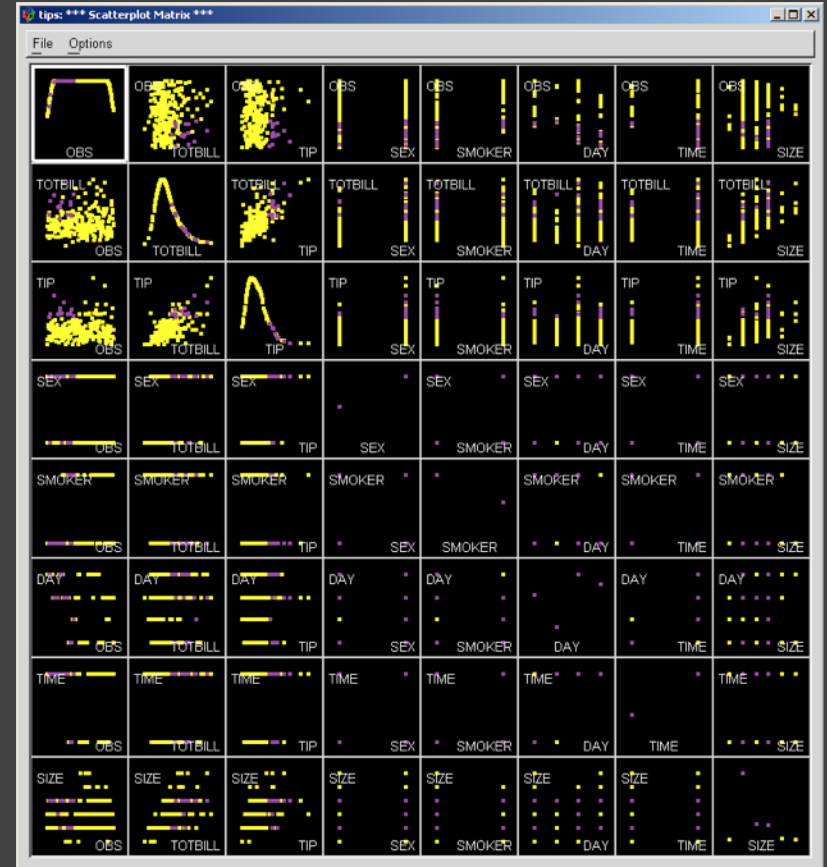 tips: *** Scatterplot Matrix ***
File Options
OBS
OBS TOTBILL
OBS TIP
OBS SEX
OBS SMOKER
OBS DAY
OBS TIME
OBS SIZE
TOTBILL OBS
TOTBILL
TOTBILL TIP
TOTBILL SEX
TOTBILL SMOKER
TOTBILL DAY
TOTBILL TIME
TOTBILL SIZE
TIP OBS
TIP TOTBILL
TIP
TIP SEX
TIP SMOKER
TIP DAY
TIP TIME
TIP SIZE
SEX OBS
SEX TOTBILL
SEX TIP
SEX
SEX SMOKER
SEX DAY
SEX TIME
SEX SIZE
SMOKER OBS
SMOKER TOTBILL
SMOKER TIP
SMOKER SEX
SMOKER
SMOKER DAY
SMOKER TIME
SMOKER SIZE
DAY OBS
DAY TOTBILL
DAY TIP
DAY SEX
DAY SMOKER
DAY
DAY TIME
DAY SIZE
TIME OBS
TIME TOTBILL
TIME TIP
TIME SEX
TIME SMOKER
TIME DAY
TIME
TIME SIZE
SIZE OBS
SIZE TOTBILL
SIZE TIP
SIZE SEX
SIZE SMOKER
SIZE DAY
SIZE TIME
SIZE